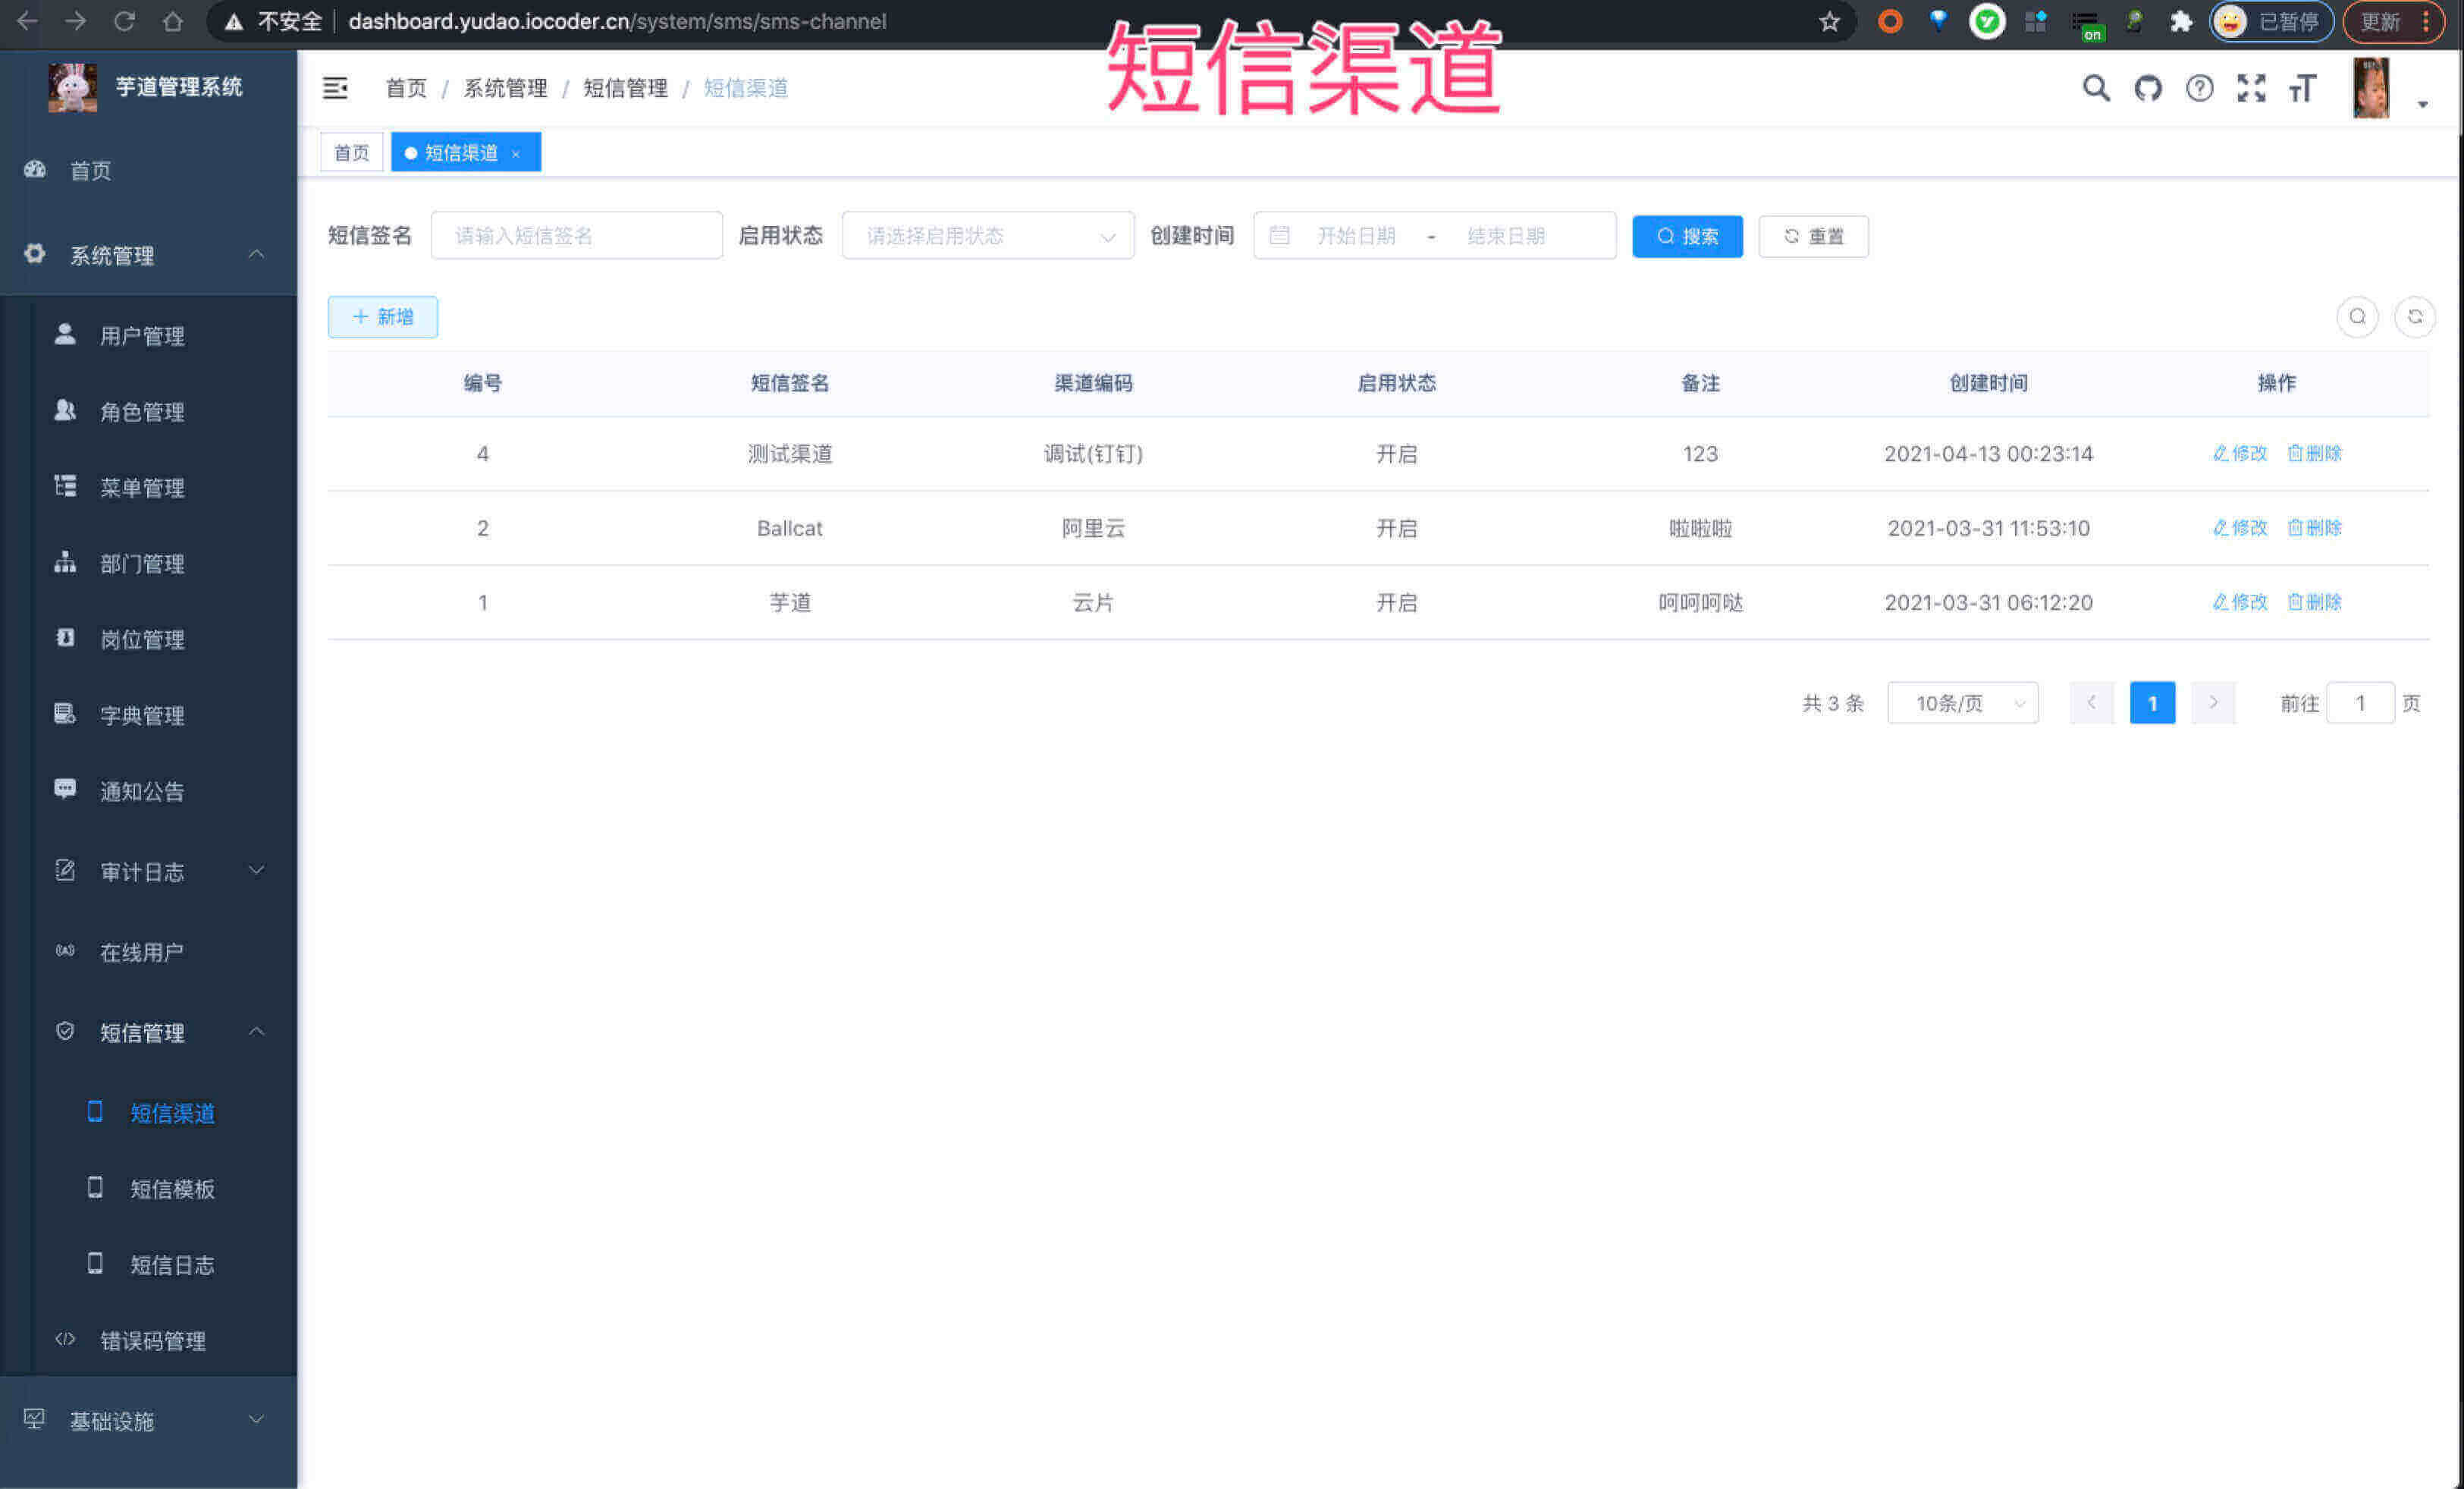 不安全 dashboard.yudao.iocoder.cn/system/sms/sms-channel on 已暂停 更新
短信渠道
芋道管理系统
首页 / 系统管理 / 短信管理 / 短信渠道
首页 短信渠道 ×
首页
系统管理
用户管理
角色管理
菜单管理
部门管理
岗位管理
字典管理
通知公告
审计日志
在线用户
短信管理
短信渠道
短信模板
短信日志
错误码管理
基础设施
短信签名 请输入短信签名 启用状态 请选择启用状态 创建时间 开始日期 - 结束日期 搜索 重置
+ 新增
编号 短信签名 渠道编码 启用状态 备注 创建时间 操作
4 测试渠道 调试(钉钉) 开启 123 2021-04-13 00:23:14 修改 删除
2 Ballcat 阿里云 开启 啦啦啦 2021-03-31 11:53:10 修改 删除
1 芋道 云片 开启 呵呵呵哒 2021-03-31 06:12:20 修改 删除
共 3 条 10条/页 < 1 > 前往 1 页